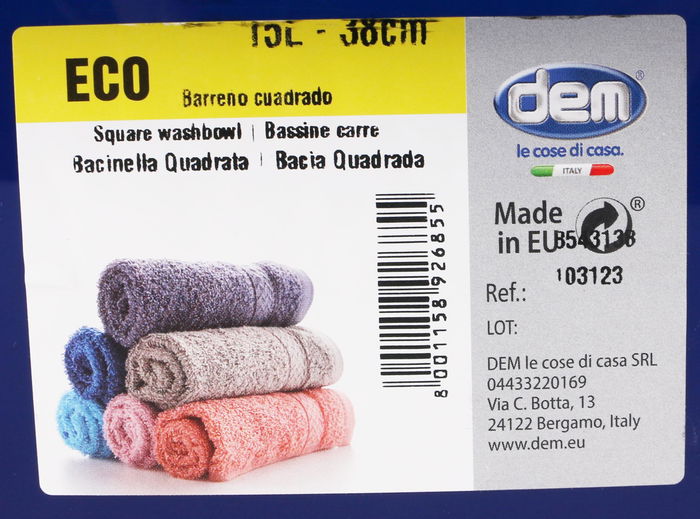 15L - 38cm
ECO
Barreno cuadrado
Square washbowl | Bassine carre
Bacinella Quadrata | Bacia Quadrada
8001158926855
dem®
le cose di casa.
ITALY
Made
in EU
®
B543138
103123
Ref.:
LOT:
DEM le cose di casa SRL
04433220169
Via C. Botta, 13
24122 Bergamo, Italy
www.dem.eu